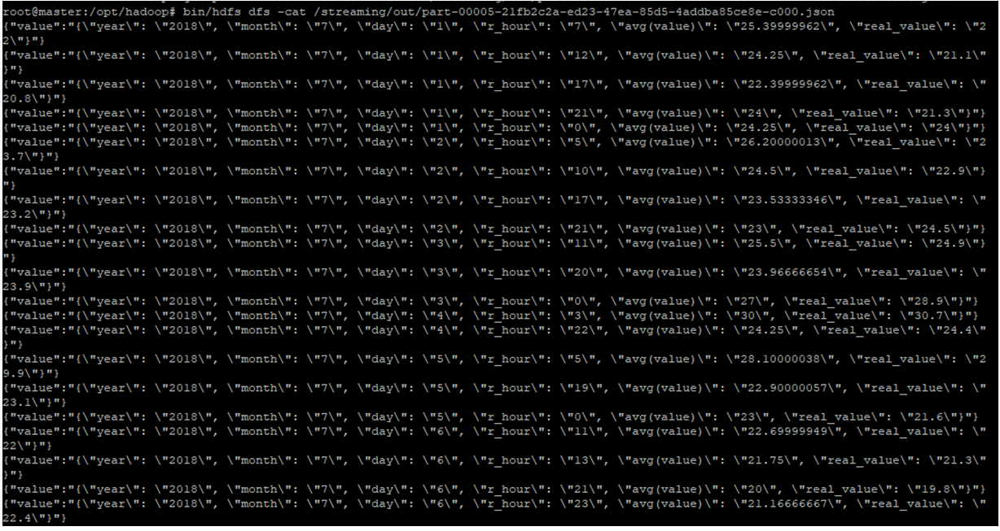 root@master:/opt/hadoop# bin/hdfs dfs -cat /streaming/out/part-00005-21fb2c2a-ed23-47ea-85d5-4addba85ce8e-c000.json
{"value":"{\"year\": \"2018\", \"month\": \"7\", \"day\": \"1\", \"r_hour\": \"7\", \"avg(value)\": \"25.39999962\", \"real_value\": \"2
2\"}"}
{"value":"{\"year\": \"2018\", \"month\": \"7\", \"day\": \"1\", \"r_hour\": \"12\", \"avg(value)\": \"24.25\", \"real_value\": \"21.1\"
}"}
{"value":"{\"year\": \"2018\", \"month\": \"7\", \"day\": \"1\", \"r_hour\": \"17\", \"avg(value)\": \"22.39999962\", \"real_value\": \"
20.8\"}"}
{"value":"{\"year\": \"2018\", \"month\": \"7\", \"day\": \"1\", \"r_hour\": \"21\", \"avg(value)\": \"24\", \"real_value\": \"21.3\"}"}
{"value":"{\"year\": \"2018\", \"month\": \"7\", \"day\": \"1\", \"r_hour\": \"0\", \"avg(value)\": \"24.25\", \"real_value\": \"24\"}"}
{"value":"{\"year\": \"2018\", \"month\": \"7\", \"day\": \"2\", \"r_hour\": \"5\", \"avg(value)\": \"26.20000013\", \"real_value\": \"2
3.7\"}"}
{"value":"{\"year\": \"2018\", \"month\": \"7\", \"day\": \"2\", \"r_hour\": \"10\", \"avg(value)\": \"24.5\", \"real_value\": \"22.9\"}
"}
{"value":"{\"year\": \"2018\", \"month\": \"7\", \"day\": \"2\", \"r_hour\": \"17\", \"avg(value)\": \"23.53333346\", \"real_value\": \"
23.2\"}"}
{"value":"{\"year\": \"2018\", \"month\": \"7\", \"day\": \"2\", \"r_hour\": \"21\", \"avg(value)\": \"23\", \"real_value\": \"24.5\"}"}
{"value":"{\"year\": \"2018\", \"month\": \"7\", \"day\": \"3\", \"r_hour\": \"11\", \"avg(value)\": \"25.5\", \"real_value\": \"24.9\"}
"}
{"value":"{\"year\": \"2018\", \"month\": \"7\", \"day\": \"3\", \"r_hour\": \"20\", \"avg(value)\": \"23.96666654\", \"real_value\": \"
23.9\"}"}
{"value":"{\"year\": \"2018\", \"month\": \"7\", \"day\": \"3\", \"r_hour\": \"0\", \"avg(value)\": \"27\", \"real_value\": \"28.9\"}"}
{"value":"{\"year\": \"2018\", \"month\": \"7\", \"day\": \"4\", \"r_hour\": \"3\", \"avg(value)\": \"30\", \"real_value\": \"30.7\"}"}
{"value":"{\"year\": \"2018\", \"month\": \"7\", \"day\": \"4\", \"r_hour\": \"22\", \"avg(value)\": \"24.25\", \"real_value\": \"24.4\"
}"}
{"value":"{\"year\": \"2018\", \"month\": \"7\", \"day\": \"5\", \"r_hour\": \"5\", \"avg(value)\": \"28.10000038\", \"real_value\": \"2
9.9\"}"}
{"value":"{\"year\": \"2018\", \"month\": \"7\", \"day\": \"5\", \"r_hour\": \"19\", \"avg(value)\": \"22.90000057\", \"real_value\": \"
23.1\"}"}
{"value":"{\"year\": \"2018\", \"month\": \"7\", \"day\": \"5\", \"r_hour\": \"0\", \"avg(value)\": \"23\", \"real_value\": \"21.6\"}"}
{"value":"{\"year\": \"2018\", \"month\": \"7\", \"day\": \"6\", \"r_hour\": \"11\", \"avg(value)\": \"22.69999949\", \"real_value\": \"
22\"}"}
{"value":"{\"year\": \"2018\", \"month\": \"7\", \"day\": \"6\", \"r_hour\": \"13\", \"avg(value)\": \"21.75\", \"real_value\": \"21.3\"
}"}
{"value":"{\"year\": \"2018\", \"month\": \"7\", \"day\": \"6\", \"r_hour\": \"21\", \"avg(value)\": \"20\", \"real_value\": \"19.8\"}"}
{"value":"{\"year\": \"2018\", \"month\": \"7\", \"day\": \"6\", \"r_hour\": \"23\", \"avg(value)\": \"21.16666667\", \"real_value\": \"
22.4\"}"}